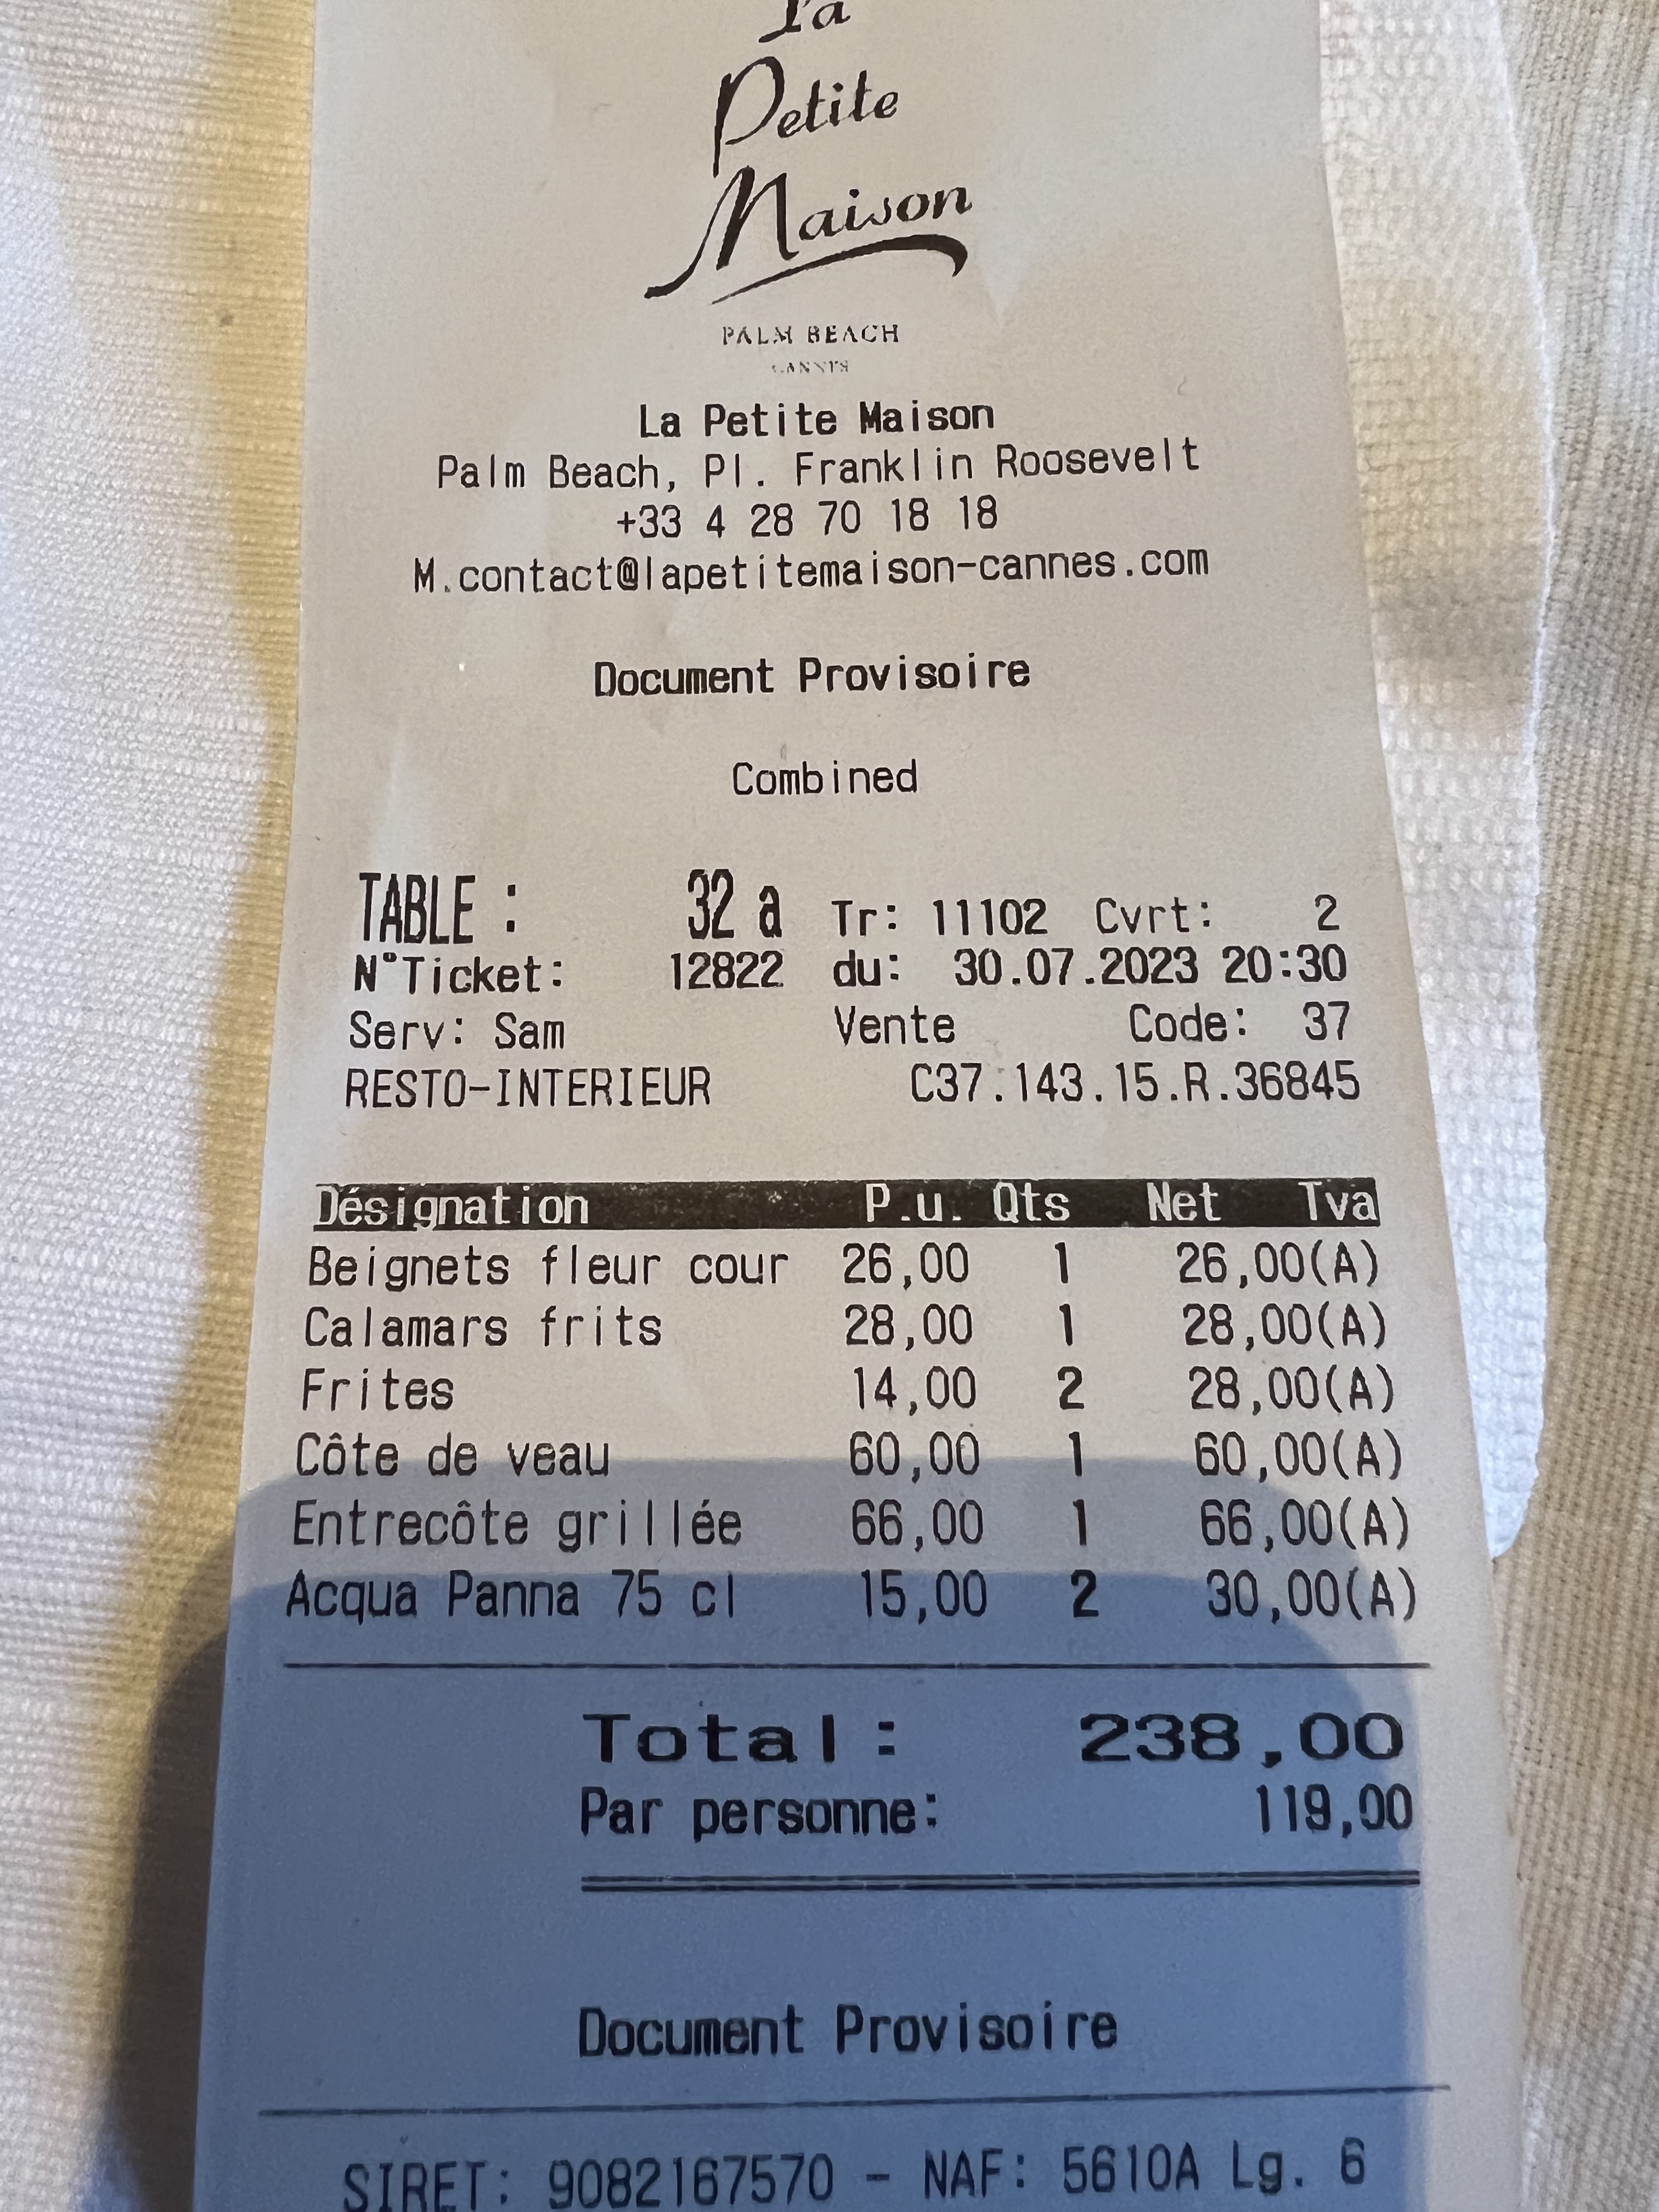 La
Petite
Maison
PALM BEACH
CANNES
La Petite Maison
Palm Beach, Pl. Franklin Roosevelt
+33 4 28 70 18 18
M.contact@lapetitemaison-cannes.com
Document Provisoire
Combined
TABLE : 32 a Tr: 11102 Cvrt: 2
N°Ticket: 12822 du: 30.07.2023 20:30
Serv: Sam Vente Code: 37
RESTO-INTERIEUR C37.143.15.R.36845
Désignation P.u. Qts Net Tva
Beignets fleur cour 26,00 1 26,00(A)
Calamars frits 28,00 1 28,00(A)
Frites 14,00 2 28,00(A)
Côte de veau 60,00 1 60,00(A)
Entrecôte grillée 66,00 1 66,00(A)
Acqua Panna 75 cl 15,00 2 30,00(A)
Total: 238,00
Par personne: 119,00
Document Provisoire
SIRET: 9082167570 - NAF: 5610A Lg. 6